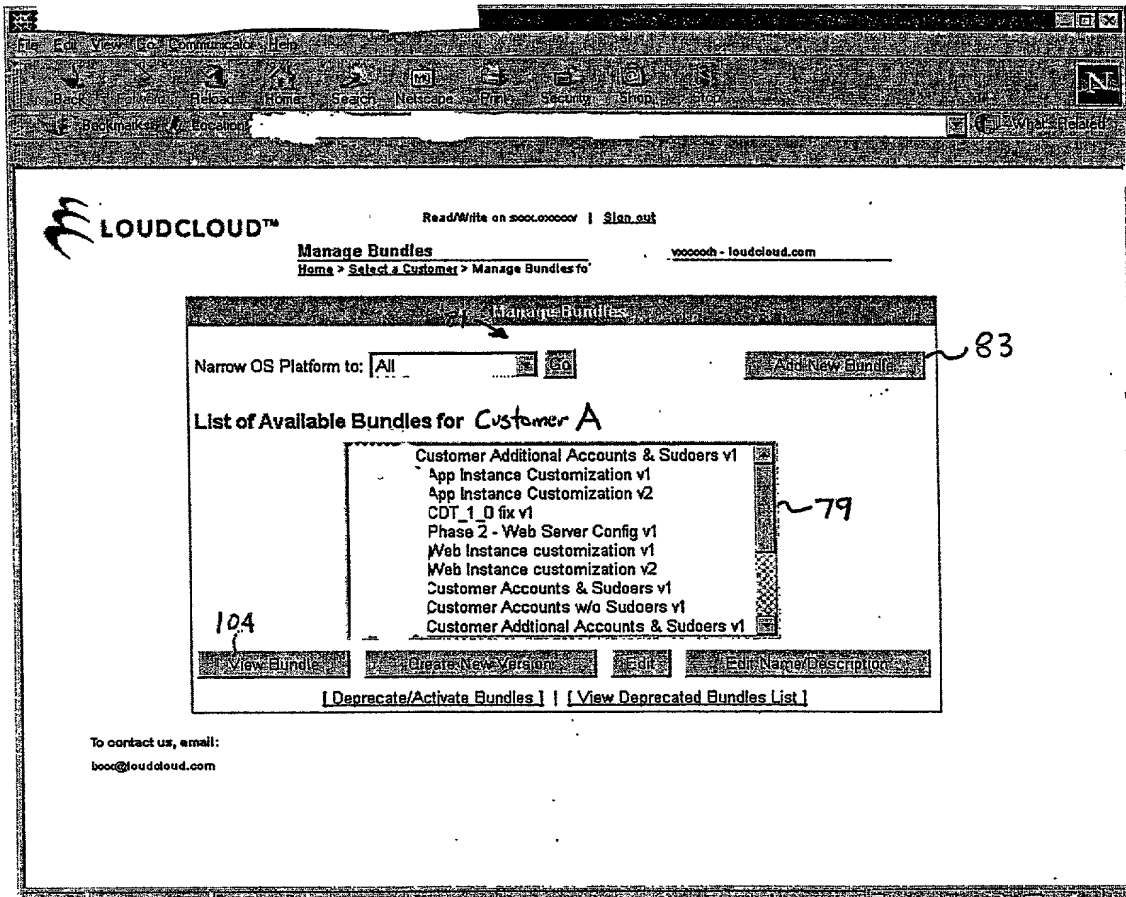 File Edit View Go Communicator Help
Back Forward Reload Home Search Netscape Print Security Shop Stop
N
Bookmarks Location: What's Related
LOUDCLOUD™
Read/Write on | Sign out
Manage Bundles
- loudcloud.com
Home > Select a Customer > Manage Bundles fo
Manage Bundles
Narrow OS Platform to: All Go
Add New Bundle
83
List of Available Bundles for Customer A
Customer Additional Accounts & Sudoers v1
App Instance Customization v1
App Instance Customization v2
CDT_1_0 fix v1
Phase 2 - Web Server Config v1
Web Instance customization v1
Web Instance customization v2
Customer Accounts & Sudoers v1
Customer Accounts w/o Sudoers v1
Customer Addtional Accounts & Sudoers v1
79
104
View Bundle Create New Version Edit Edit Name/Description
[ Deprecate/Activate Bundles ] | [ View Deprecated Bundles List ]
To contact us, email:
@loudcloud.com